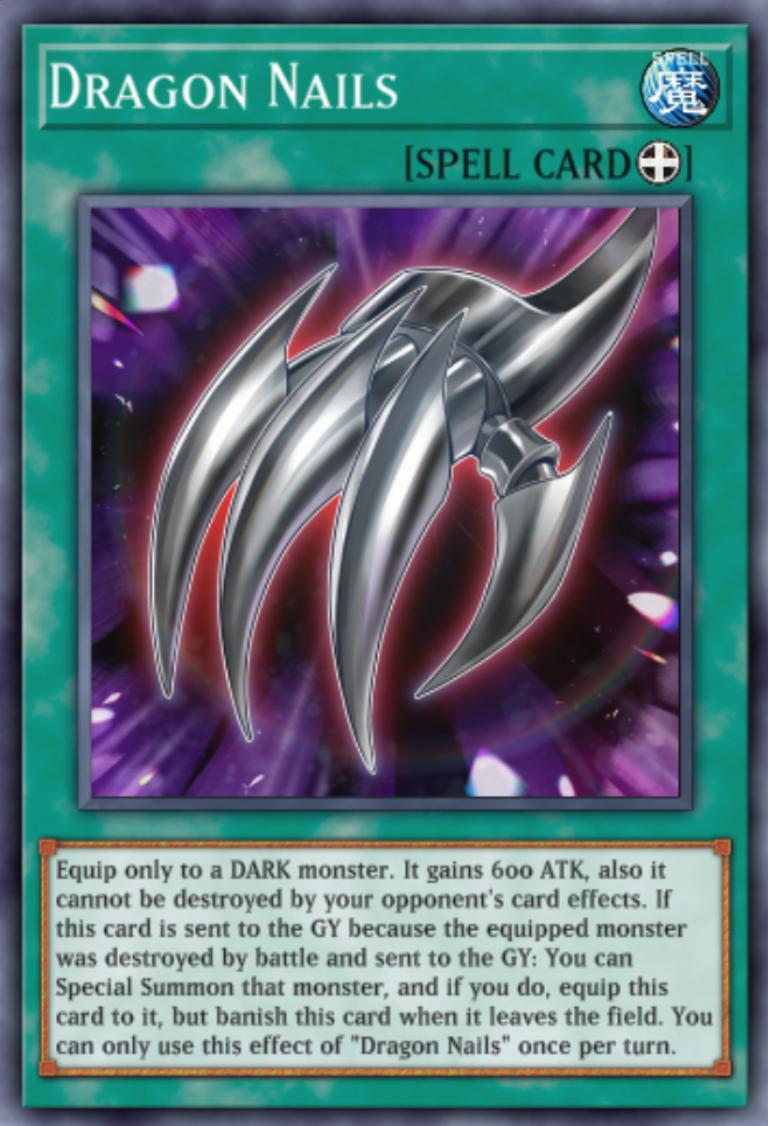 Dragon Nails
SPELL
魔
[SPELL CARD]
Equip only to a DARK monster. It gains 600 ATK, also it
cannot be destroyed by your opponent's card effects. If
this card is sent to the GY because the equipped monster
was destroyed by battle and sent to the GY: You can
Special Summon that monster, and if you do, equip this
card to it, but banish this card when it leaves the field. You
can only use this effect of "Dragon Nails" once per turn.